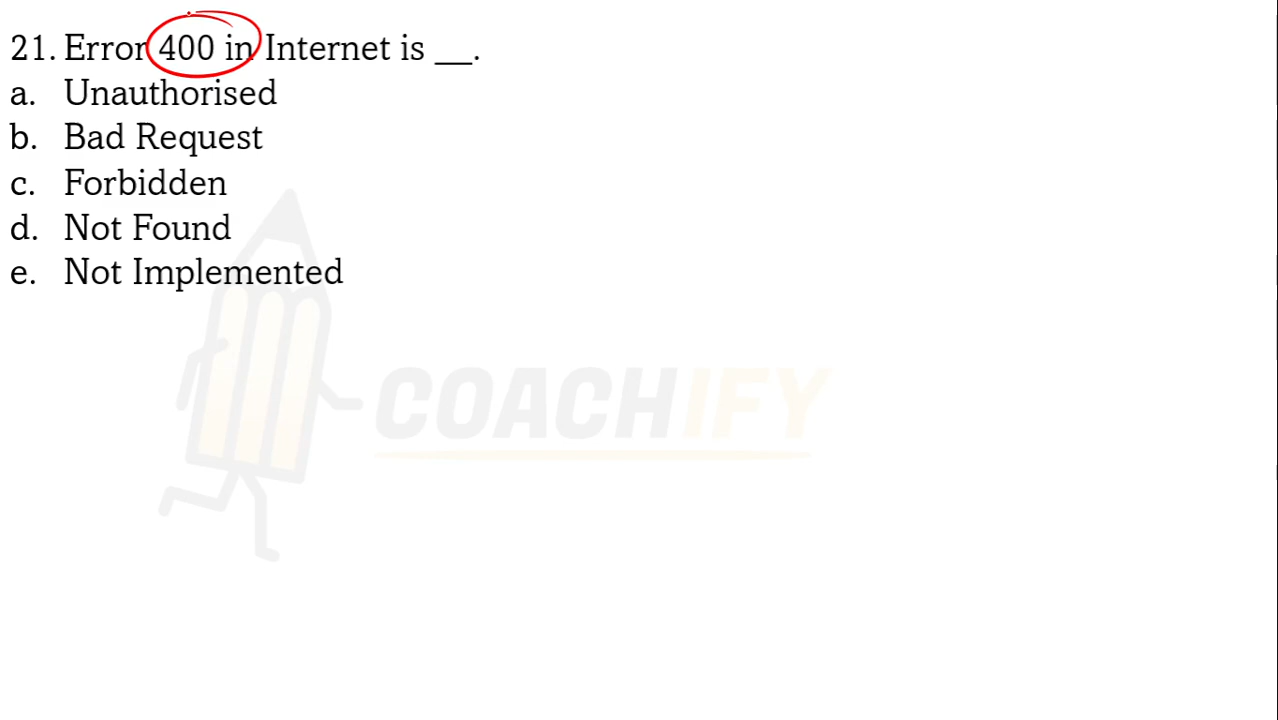 21. Error 400 in Internet is __.
a. Unauthorised
b. Bad Request
c. Forbidden
d. Not Found
e. Not Implemented
COACHIFY